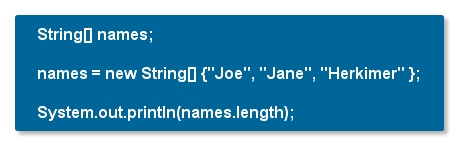 String[] names;
names = new String[] {"Joe", "Jane", "Herkimer" };
System.out.println(names.length);